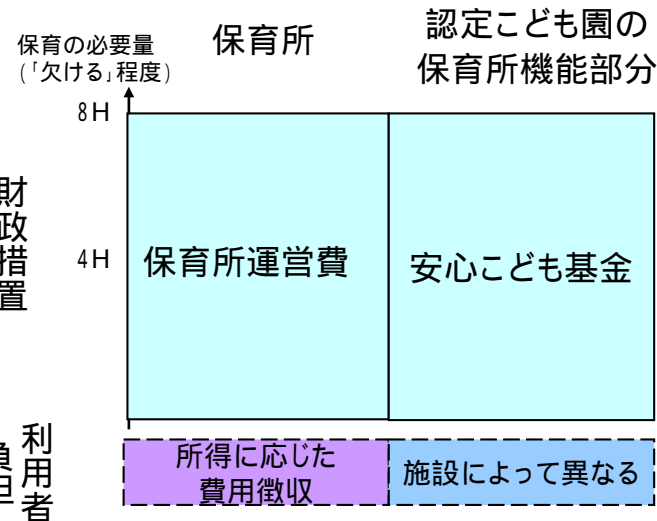 保育の必要量
(「欠ける」程度)
保育所
認定こども園の
保育所機能部分
8H
財政措置
4H
保育所運営費
安心こども基金
利用者
負担
所得に応じた
費用徴収
施設によって異なる